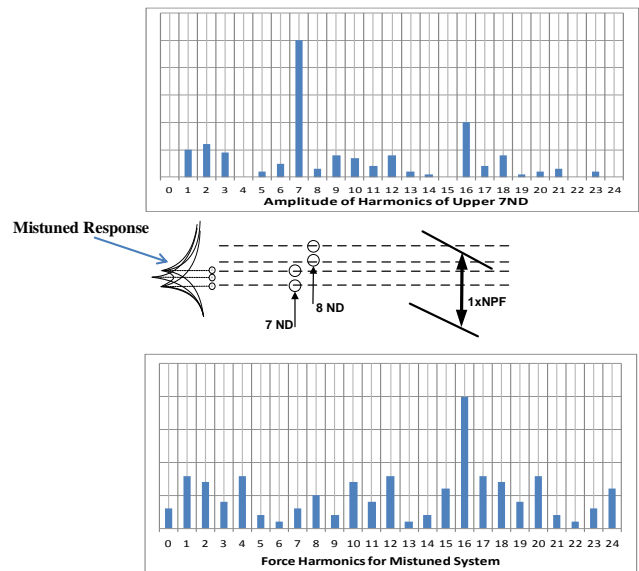 0 1 2 3 4 5 6 7 8 9 10 11 12 13 14 15 16 17 18 19 20 21 22 23 24
Amplitude of Harmonics of Upper 7ND
Mistuned Response
1xNPF
8 ND
7 ND
0 1 2 3 4 5 6 7 8 9 10 11 12 13 14 15 16 17 18 19 20 21 22 23 24
Force Harmonics for Mistuned System